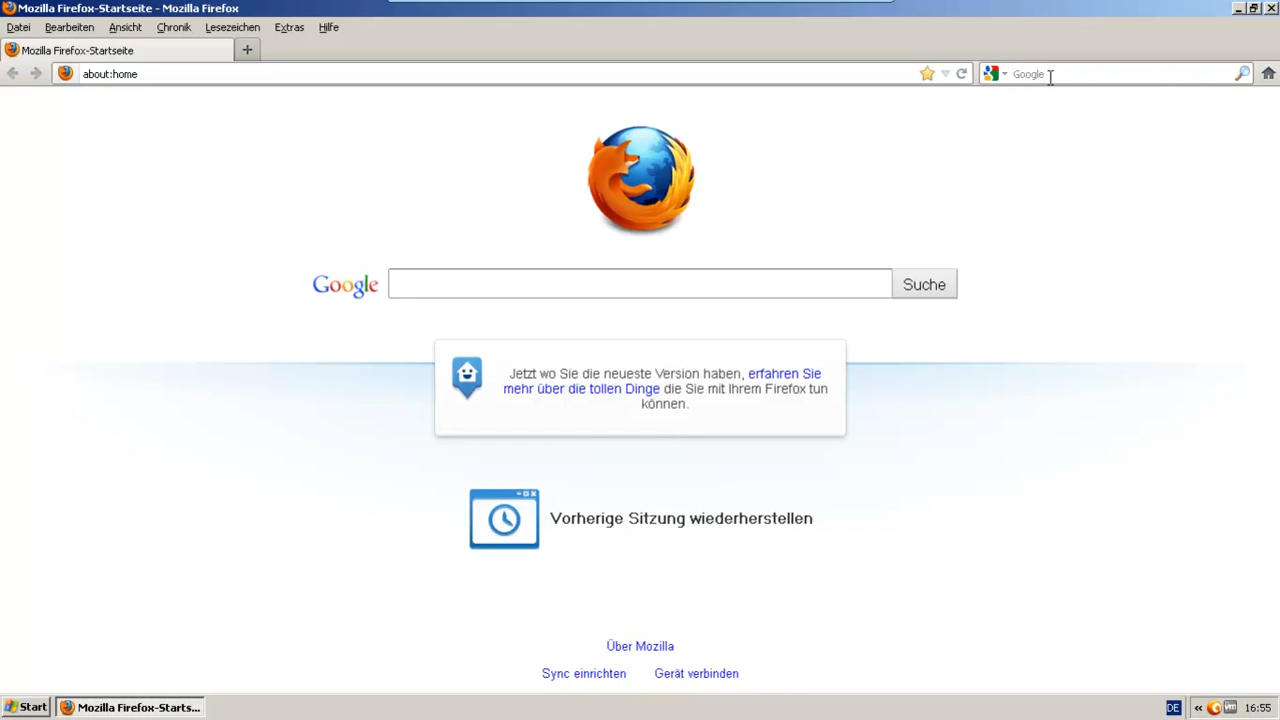 Mozilla Firefox-Startseite - Mozilla Firefox
Datei Bearbeiten Ansicht Chronik Lesezeichen Extras Hilfe
Mozilla Firefox-Startseite
about:home
Google
Google
Suche
Jetzt wo Sie die neueste Version haben, erfahren Sie
mehr über die tollen Dinge die Sie mit Ihrem Firefox tun
können.
Vorherige Sitzung wiederherstellen
Über Mozilla
Sync einrichten Gerät verbinden
Start Mozilla Firefox-Starts... DE « 16:55